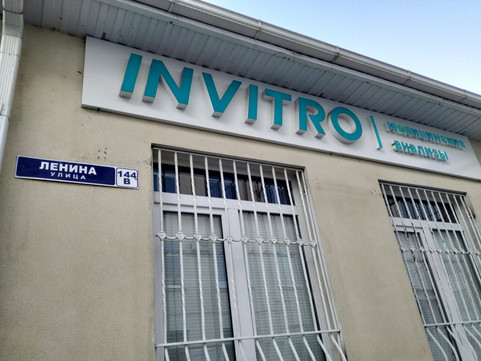 INVITRO
медицинские
анализы
ЛЕНИНА
УЛИЦА
144
В